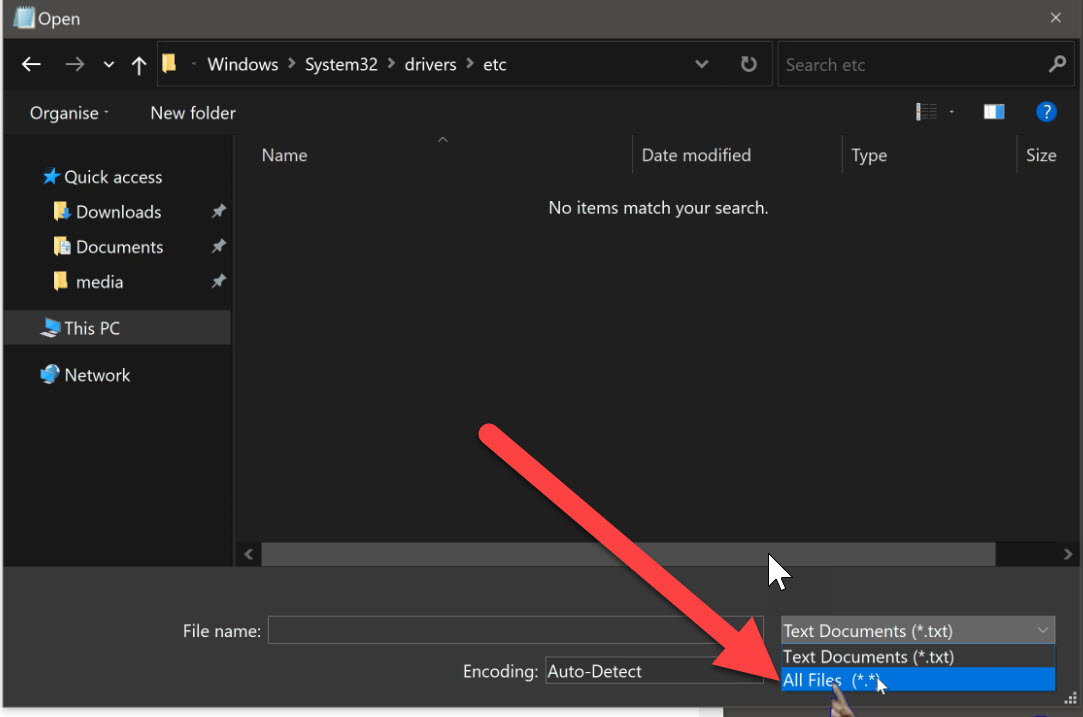 Open
Windows > System32 > drivers > etc
Search etc
Organise
New folder
Name
Date modified
Type
Size
Quick access
Downloads
Documents
media
This PC
Network
No items match your search.
File name:
Text Documents (*.txt)
Text Documents (*.txt)
Encoding:
Auto-Detect
All Files (*.*)